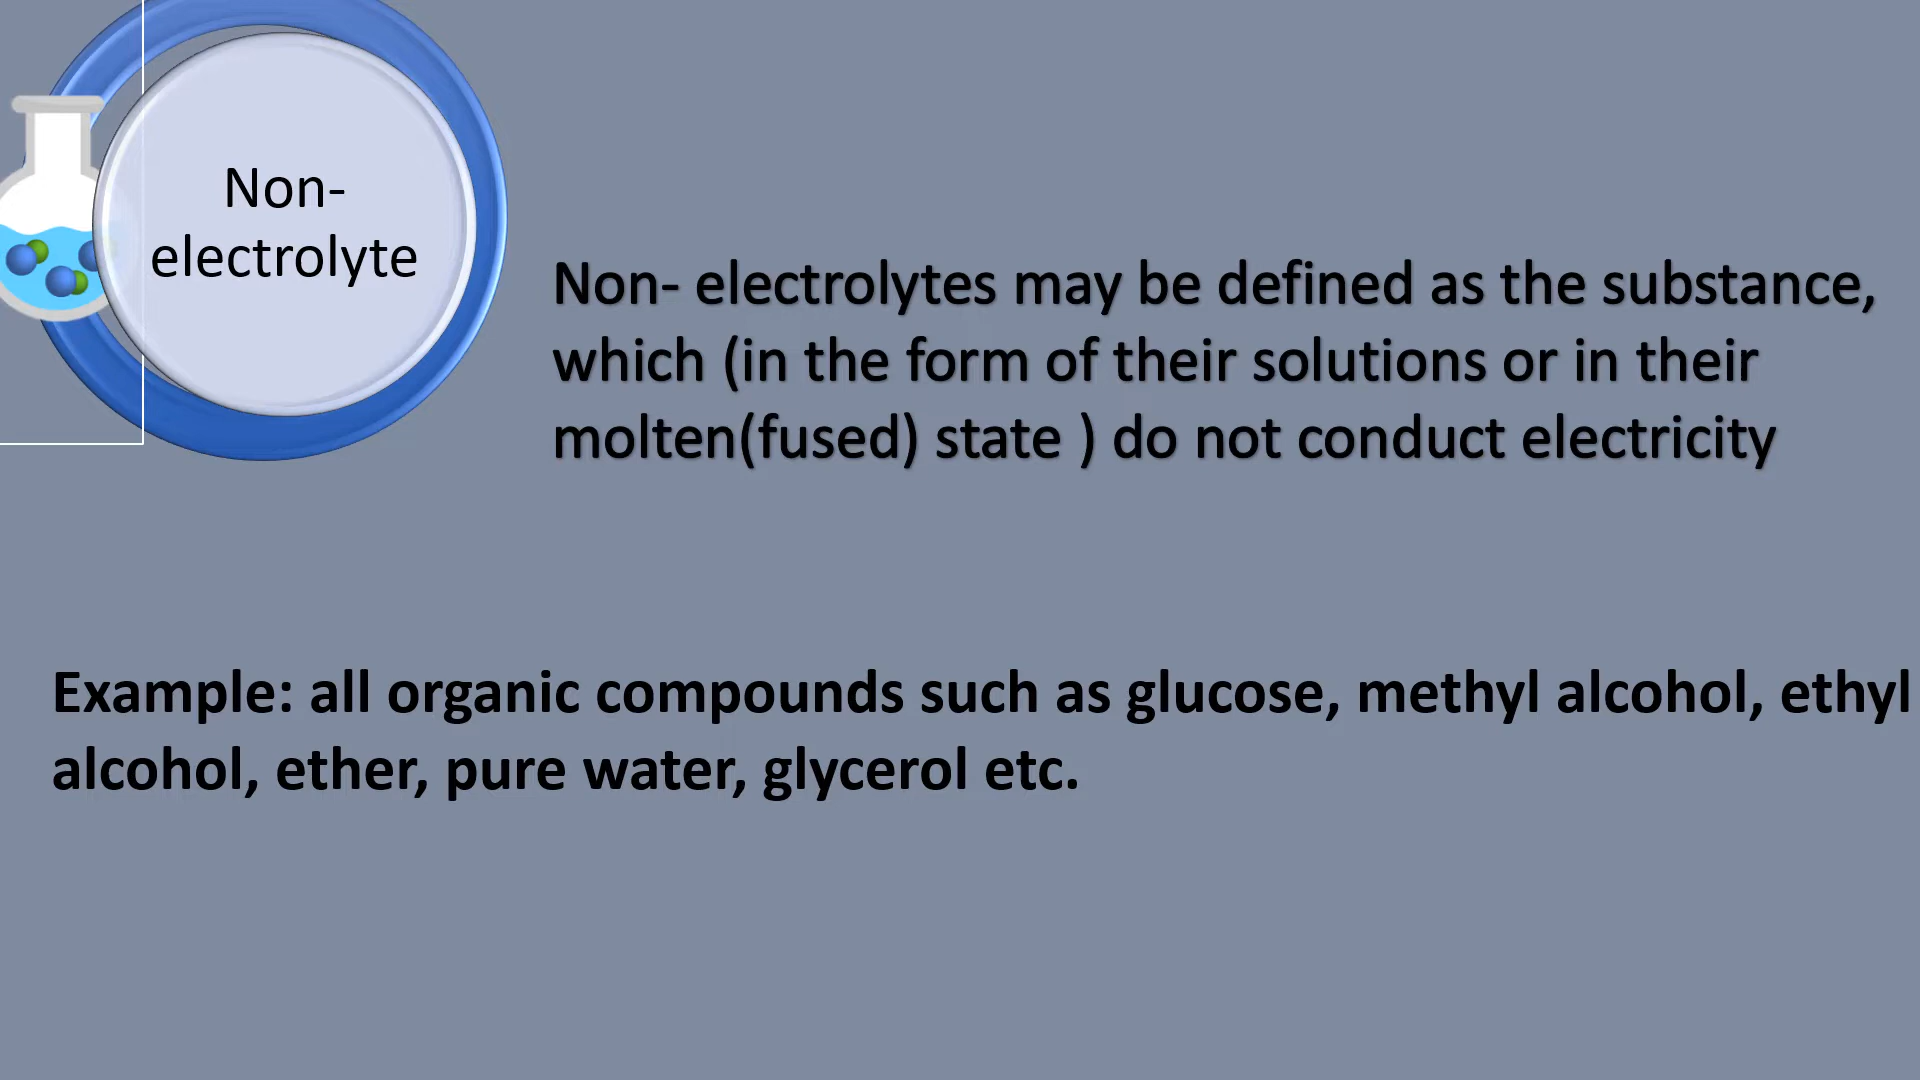 Non-
electrolyte
Non- electrolytes may be defined as the substance,
which (in the form of their solutions or in their
molten(fused) state ) do not conduct electricity
Example: all organic compounds such as glucose, methyl alcohol, ethyl
alcohol, ether, pure water, glycerol etc.